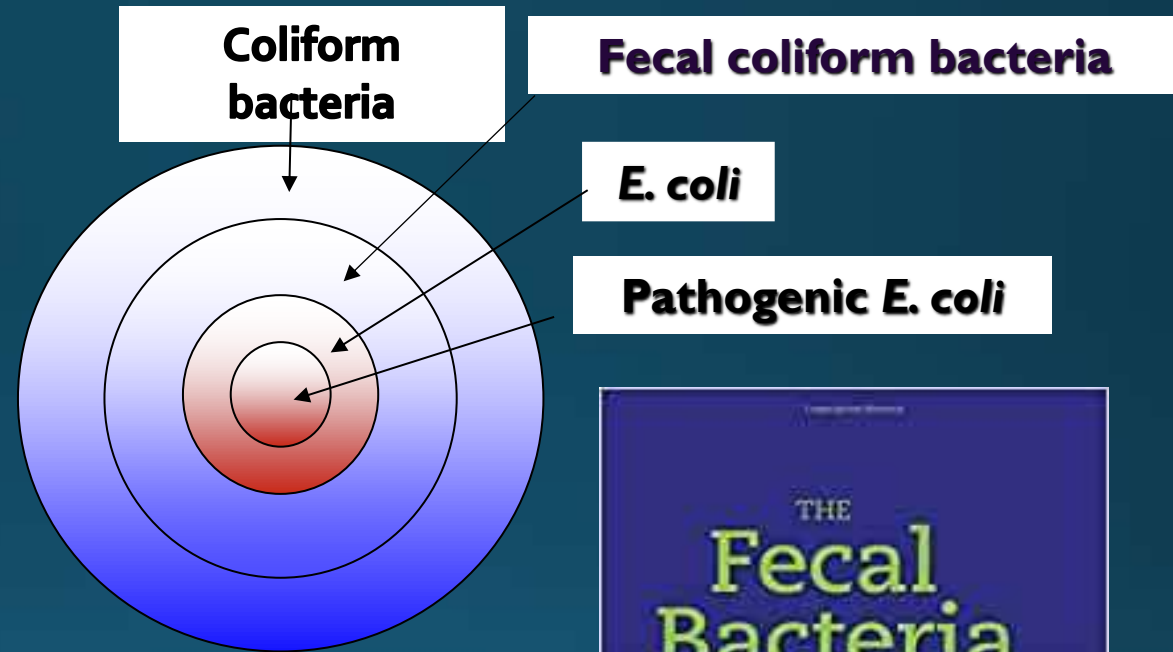 Coliform
bacteria
Fecal coliform bacteria
E. coli
Pathogenic E. coli
THE
Fecal
Bacteria